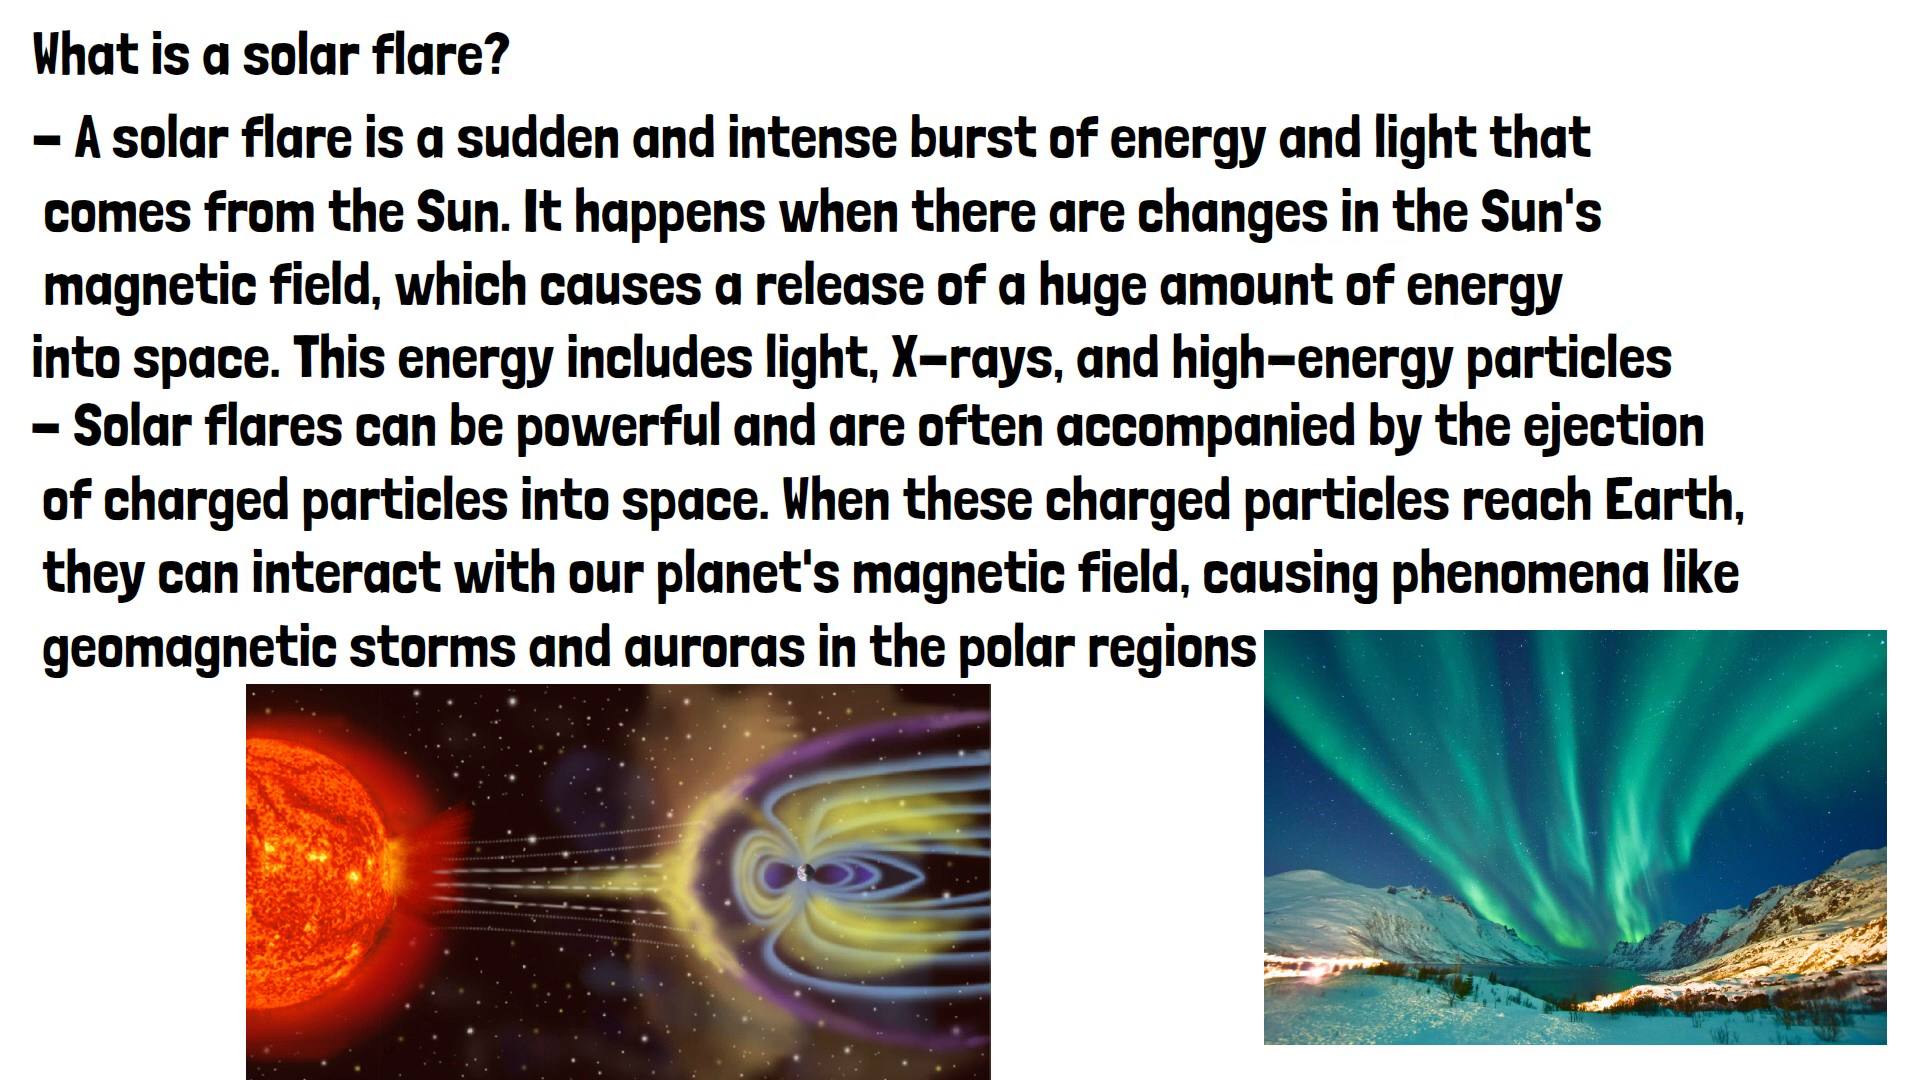 What is a solar flare?
- A solar flare is a sudden and intense burst of energy and light that
comes from the Sun. It happens when there are changes in the Sun's
magnetic field, which causes a release of a huge amount of energy
into space. This energy includes light, X-rays, and high-energy particles
- Solar flares can be powerful and are often accompanied by the ejection
of charged particles into space. When these charged particles reach Earth,
they can interact with our planet's magnetic field, causing phenomena like
geomagnetic storms and auroras in the polar regions